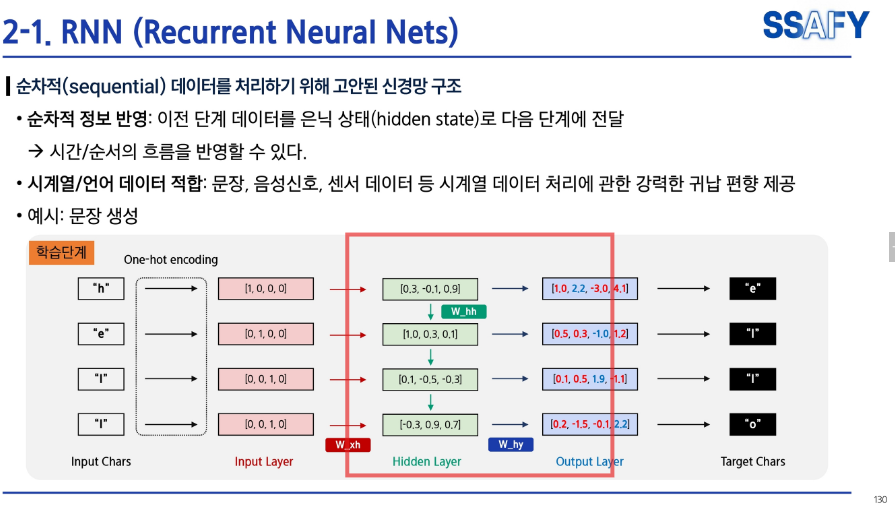 2-1. RNN (Recurrent Neural Nets)
SSAFY
순차적(sequential) 데이터를 처리하기 위해 고안된 신경망 구조
• 순차적 정보 반영: 이전 단계 데이터를 은닉 상태(hidden state)로 다음 단계에 전달
→ 시간/순서의 흐름을 반영할 수 있다.
• 시계열/언어 데이터 적합: 문장, 음성신호, 센서 데이터 등 시계열 데이터 처리에 관한 강력한 귀납 편향 제공
• 예시: 문장 생성
학습단계
One-hot encoding
"h" [1, 0, 0, 0] [0.3, -0.1, 0.9] [1.0, 2.2, -3.0, 4.1] "e"
W_hh
"e" [0, 1, 0, 0] [1.0, 0.3, 0.1] [0.5, 0.3, -1.0, 1.2] "l"
"l" [0, 0, 1, 0] [0.1, -0.5, -0.3] [0.1, 0.5, 1.9, -1.1] "l"
"l" [0, 0, 1, 0] [-0.3, 0.9, 0.7] [0.2, -1.5, -0.1, 2.2] "o"
W_xh W_hy
Input Chars Input Layer Hidden Layer Output Layer Target Chars
130